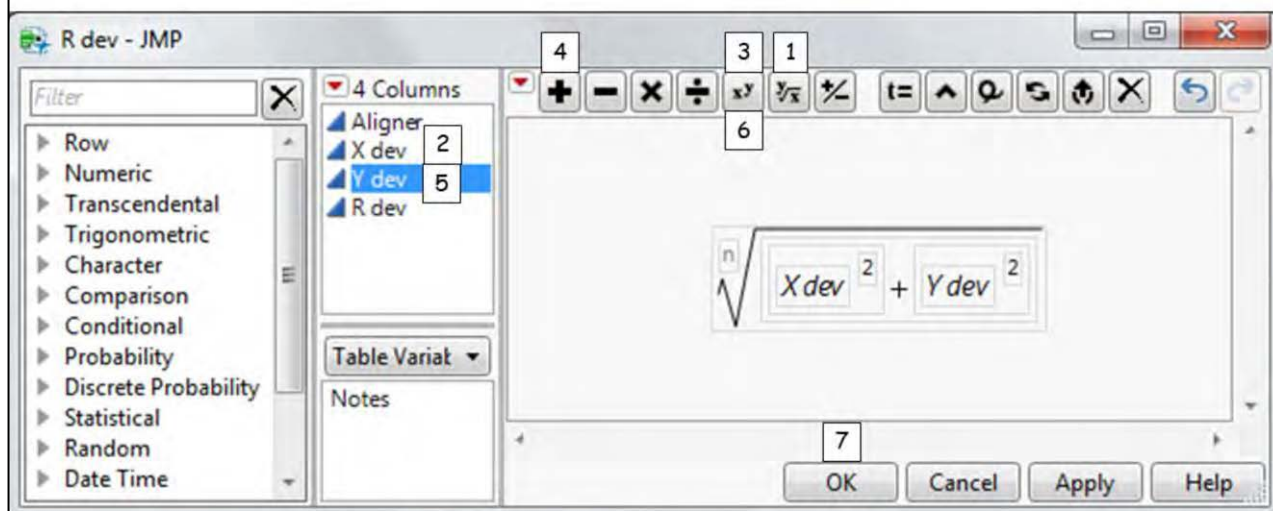 R dev - JMP
4 3 1
Filter
4 Columns
t=
xʸ
ʸ√x
6
Row
Numeric
Transcendental
Trigonometric
Character
Comparison
Conditional
Probability
Discrete Probability
Statistical
Random
Date Time
Aligner
X dev 2
Y dev 5
R dev
Table Variab
Notes
n
X dev 2 + Y dev 2
7
OK Cancel Apply Help